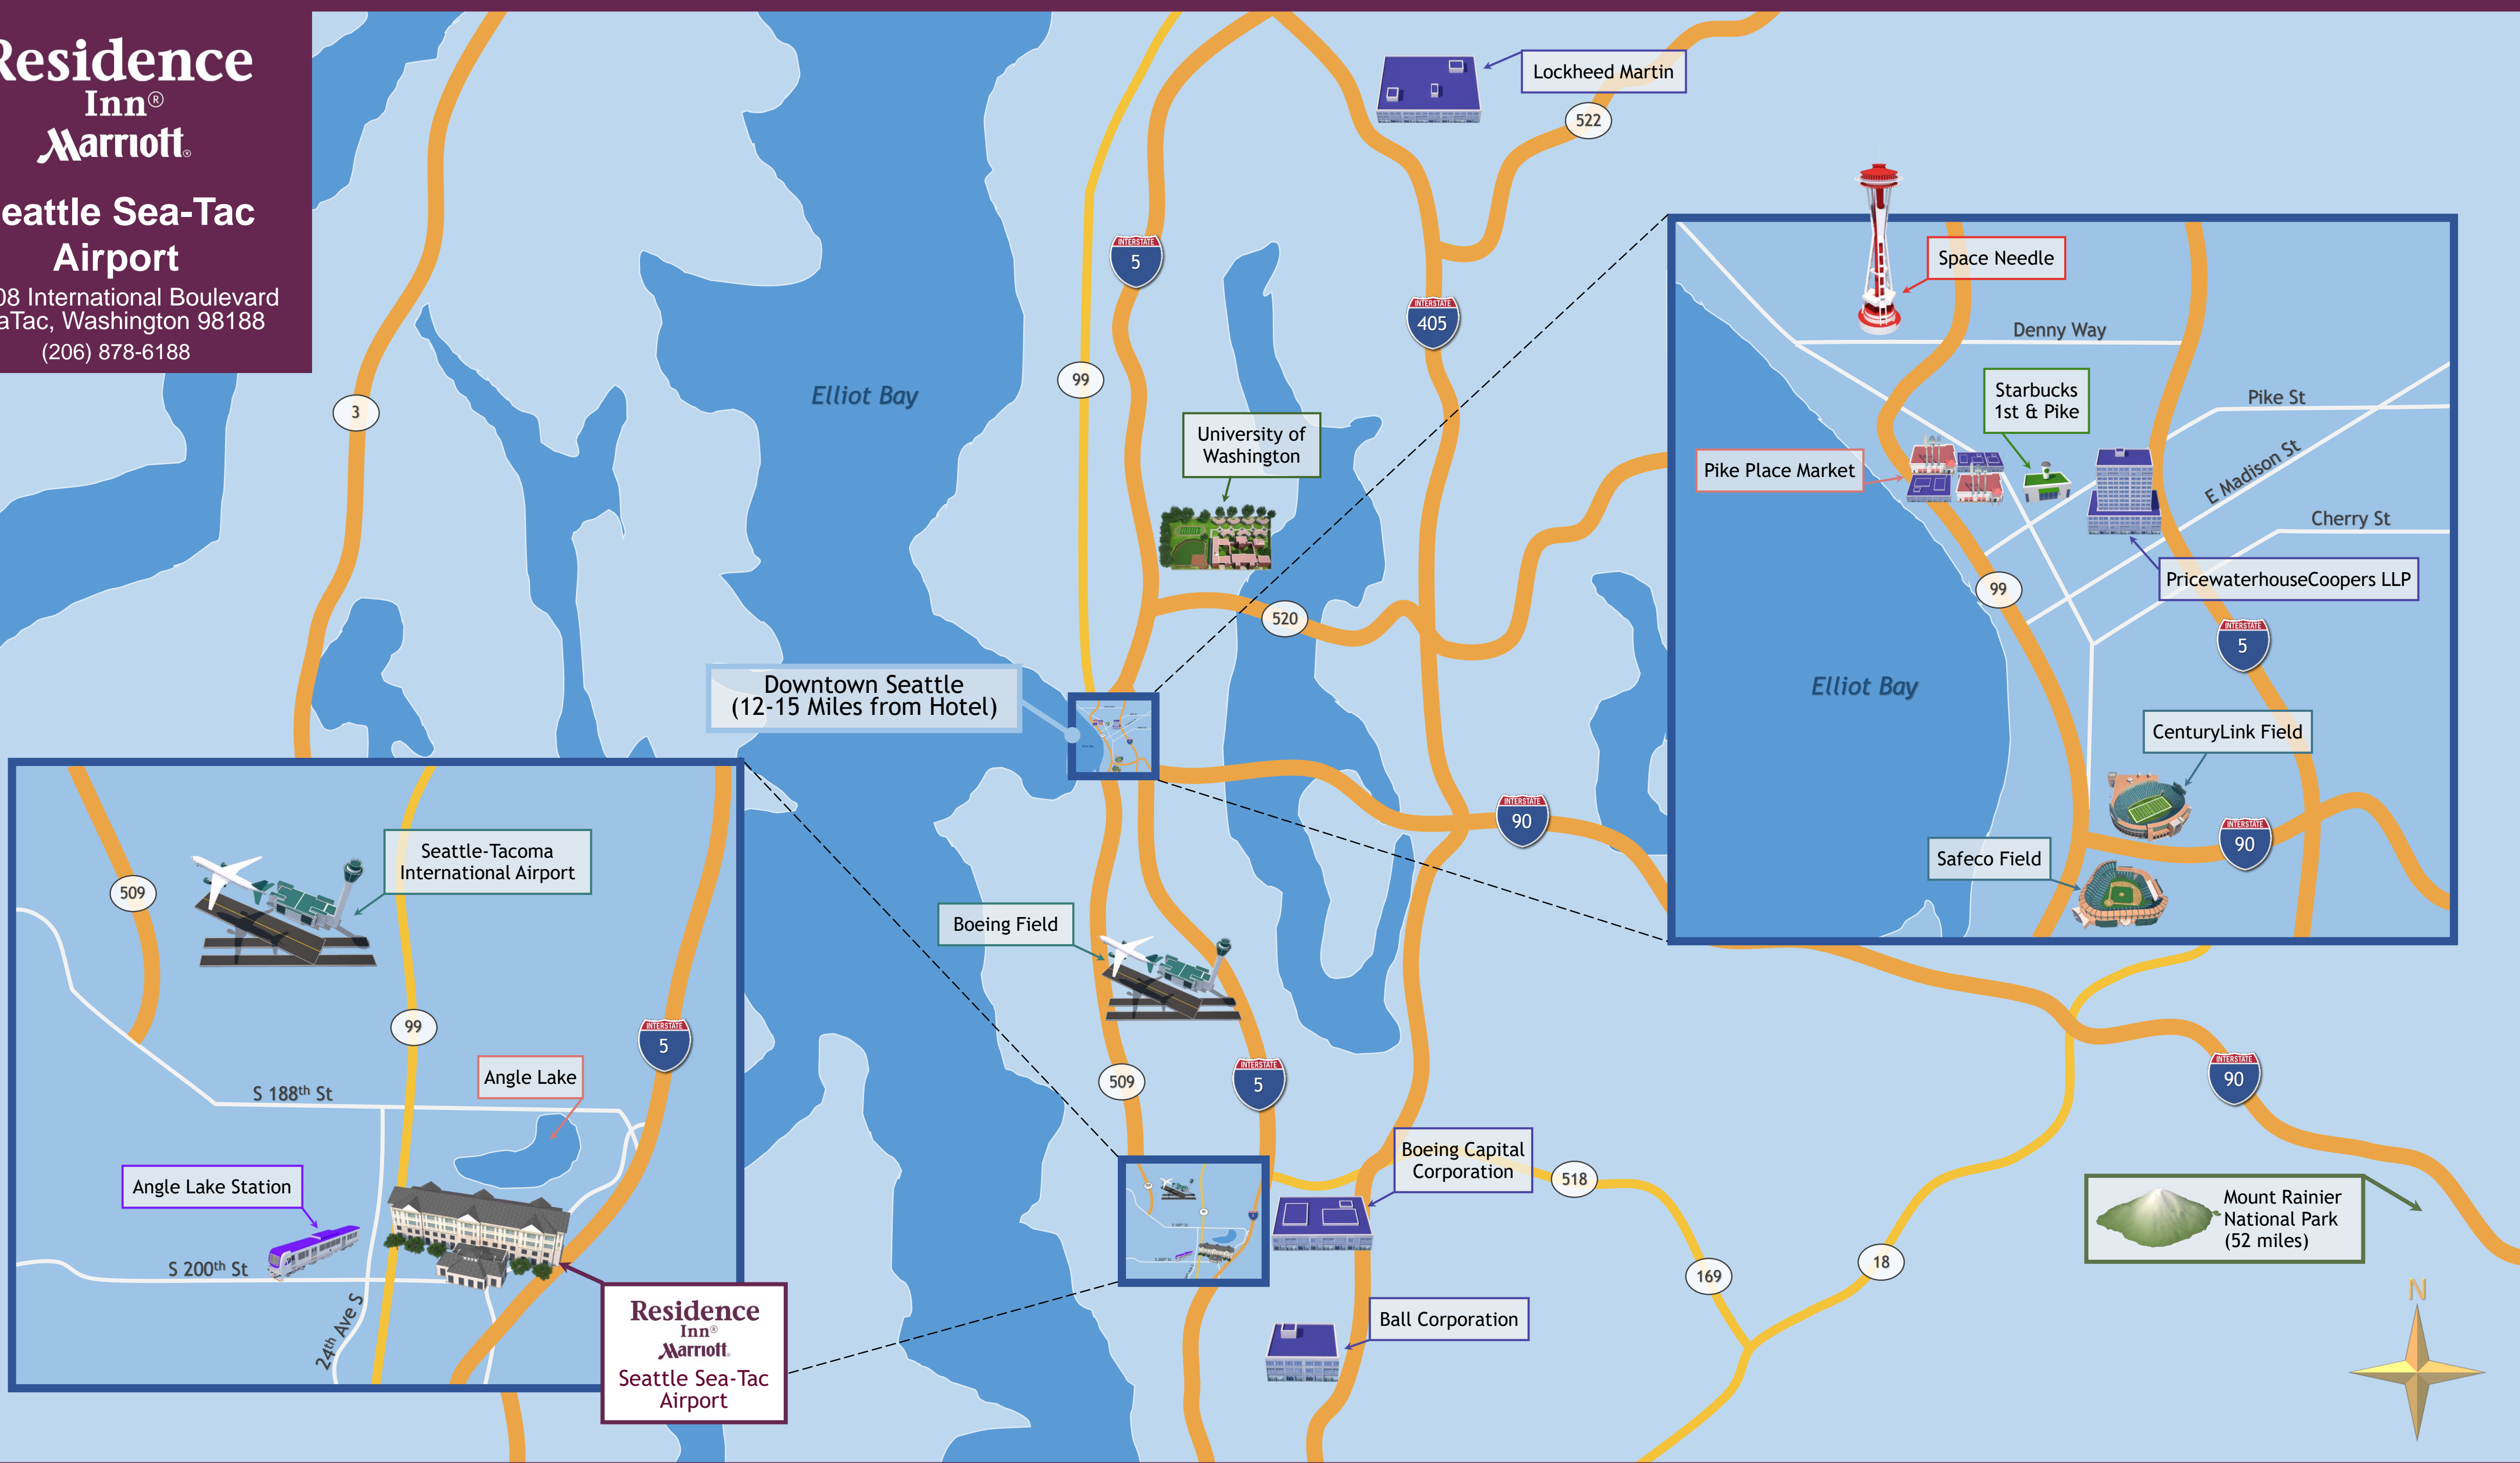 Residence
Inn®
Marriott®
eattle Sea-Tac
Airport
08 International Boulevard
aTac, Washington 98188
(206) 878-6188
Lockheed Martin
522
INTERSTATE
5
INTERSTATE
405
3
99
Elliot Bay
University of
Washington
520
Downtown Seattle
(12-15 Miles from Hotel)
INTERSTATE
90
Space Needle
Denny Way
Starbucks
1st & Pike
Pike St
Pike Place Market
E Madison St
Cherry St
PricewaterhouseCoopers LLP
99
INTERSTATE
5
Elliot Bay
CenturyLink Field
Safeco Field
INTERSTATE
90
Seattle-Tacoma
International Airport
509
99
INTERSTATE
5
Angle Lake
S 188th St
Angle Lake Station
S 200th St
24th Ave S
Residence
Inn®
Marriott®
Seattle Sea-Tac
Airport
Boeing Field
509
INTERSTATE
5
Boeing Capital
Corporation
518
INTERSTATE
90
169
18
Mount Rainier
National Park
(52 miles)
Ball Corporation
N